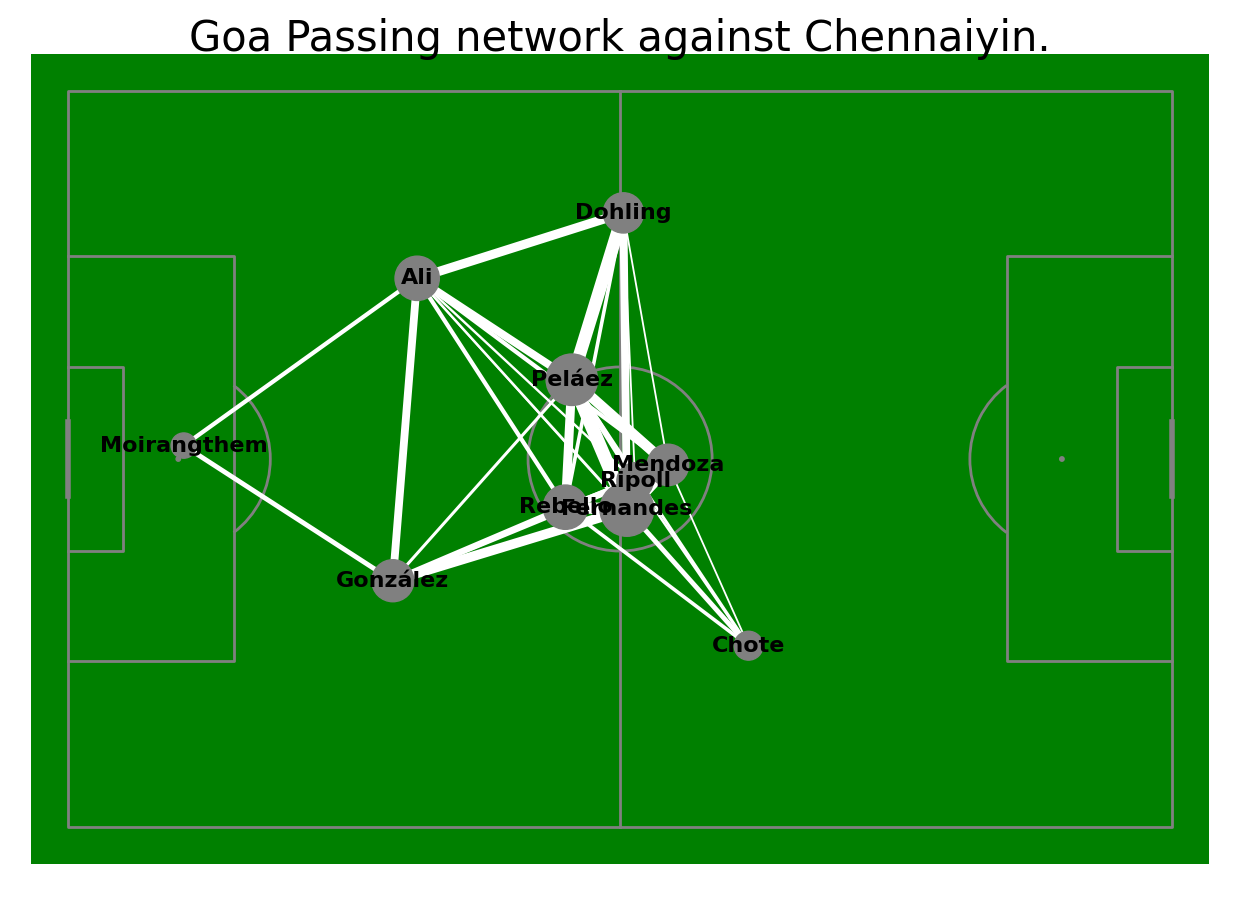 Goa Passing network against Chennaiyin.
Dohling
Ali
Peláez
Moirangthem
Mendoza
Ripoll
Rebello
Fernandes
González
Chote